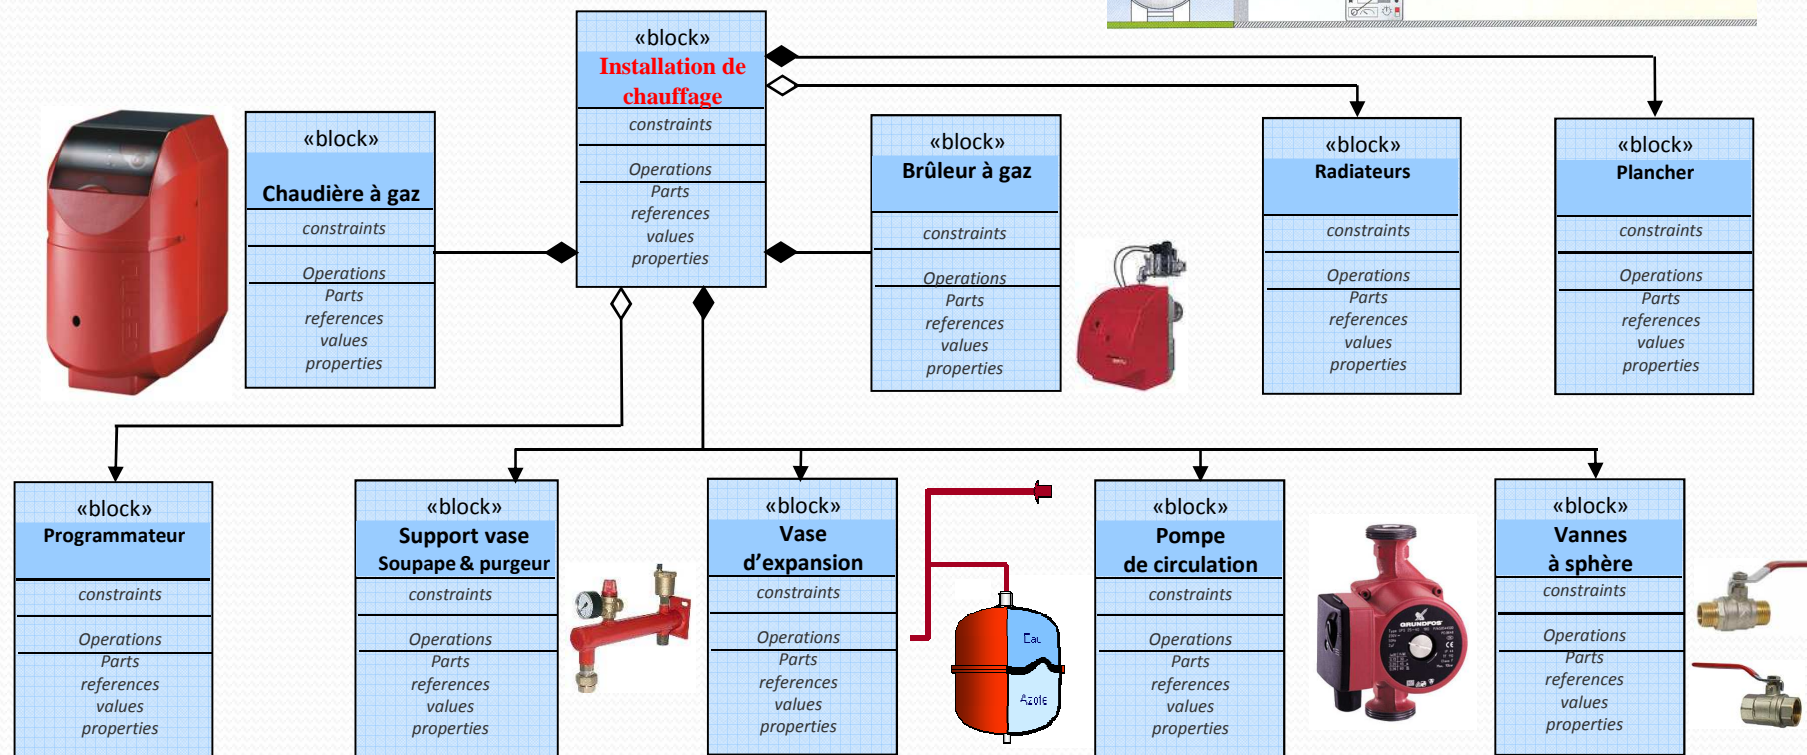 «block»
Installation de
chauffage
constraints
Operations
Parts
references
values
properties
«block»
Chaudière à gaz
constraints
Operations
Parts
references
values
properties
«block»
Brûleur à gaz
constraints
Operations
Parts
references
values
properties
«block»
Radiateurs
constraints
Operations
Parts
references
values
properties
«block»
Plancher
constraints
Operations
Parts
references
values
properties
«block»
Programmateur
constraints
Operations
Parts
references
values
properties
«block»
Support vase
Soupape & purgeur
constraints
Operations
Parts
references
values
properties
«block»
Vase
d’expansion
constraints
Operations
Parts
references
values
properties
Eau
Azote
«block»
Pompe
de circulation
constraints
Operations
Parts
references
values
properties
GRUNDFOS
«block»
Vannes
à sphère
constraints
Operations
Parts
references
values
properties